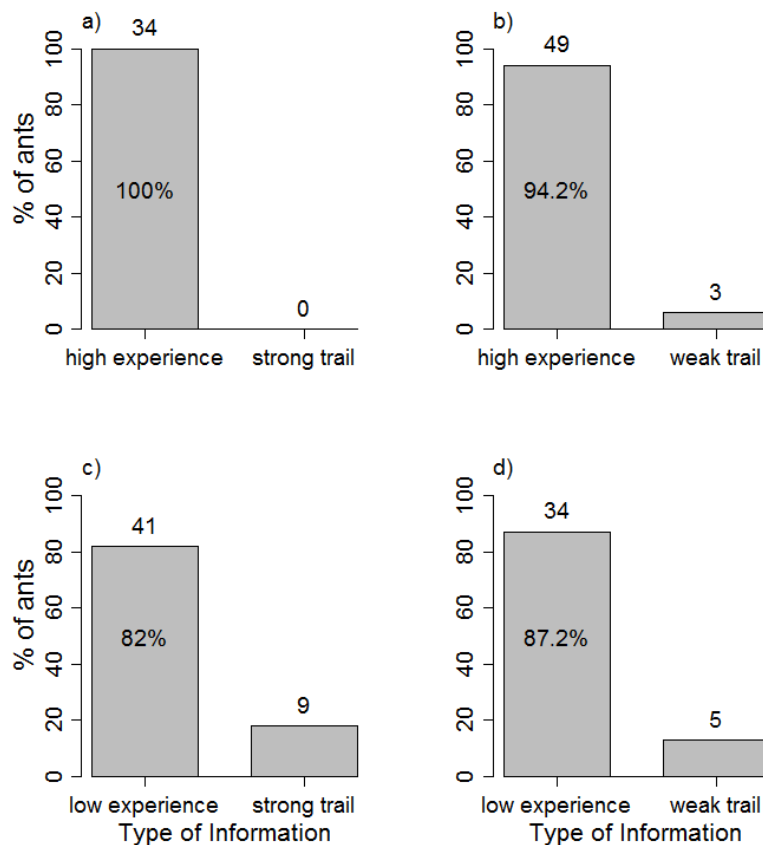 a)
34
% of ants
0 20 40 60 80 100
100%
0
high experience strong trail
b)
49
0 20 40 60 80 100
94.2%
3
high experience weak trail
c)
41
% of ants
0 20 40 60 80 100
82%
9
low experience strong trail
Type of Information
d)
34
0 20 40 60 80 100
87.2%
5
low experience weak trail
Type of Information